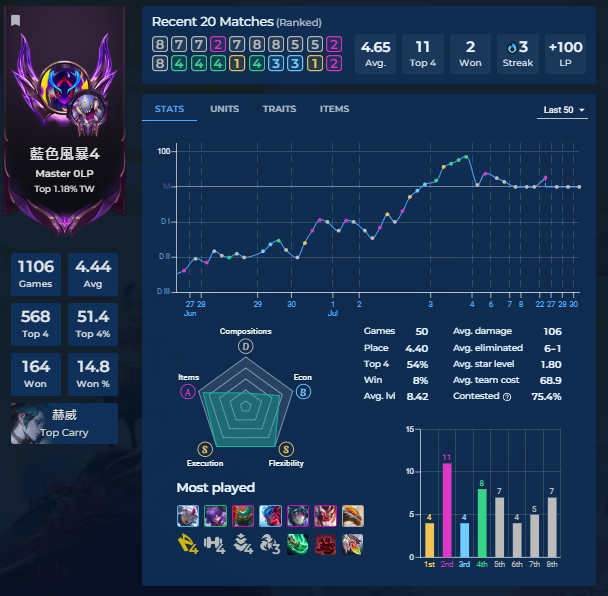 Recent 20 Matches (Ranked)
8 7 7 2 7 8 8 5 5 2
8 4 4 4 1 4 3 3 1 2
4.65
Avg.
11
Top 4
2
Won
3
Streak
+100
LP
藍色風暴4
Master 0LP
Top 1.18% TW
1106
Games
4.44
Avg
568
Top 4
51.4
Top 4%
164
Won
14.8
Won %
赫威
Top Carry
STATS UNITS TRAITS ITEMS
Last 50
100
M
D I
D II
D III
27 28 29 30 1 2 3 4 6 7 8 22 27 28 30
Jun Jul
Compositions
D
Items
A
Econ
B
Execution
S
Flexibility
S
Games 50
Place 4.40
Top 4 54%
Win 8%
Avg. lvl 8.42
Avg. damage 106
Avg. eliminated 6-1
Avg. star level 1.80
Avg. team cost 68.9
Contested ? 75.4%
Most played
4 4 4 3
15
10
5
0
4 11 4 8 7 4 5 7
1st 2nd 3rd 4th 5th 6th 7th 8th